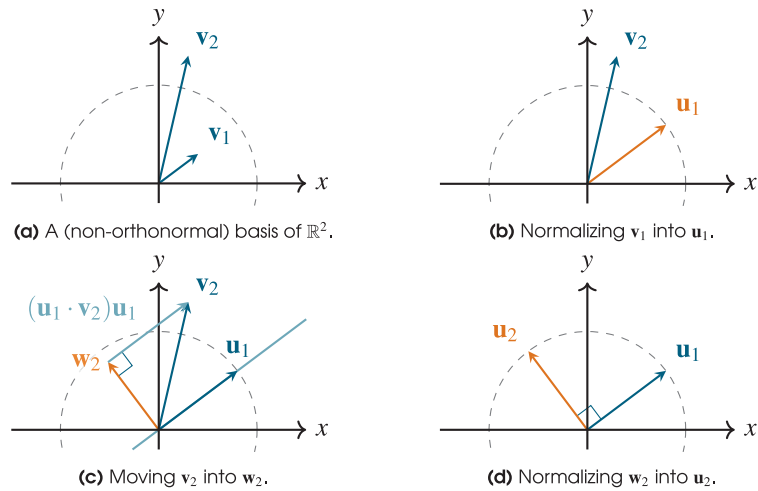 y
v₂
v₁
x
(a) A (non-orthonormal) basis of ℝ².
y
v₂
u₁
x
(b) Normalizing v₁ into u₁.
y
v₂
(u₁ · v₂)u₁
u₁
w₂
x
(c) Moving v₂ into w₂.
y
u₂
u₁
x
(d) Normalizing w₂ into u₂.